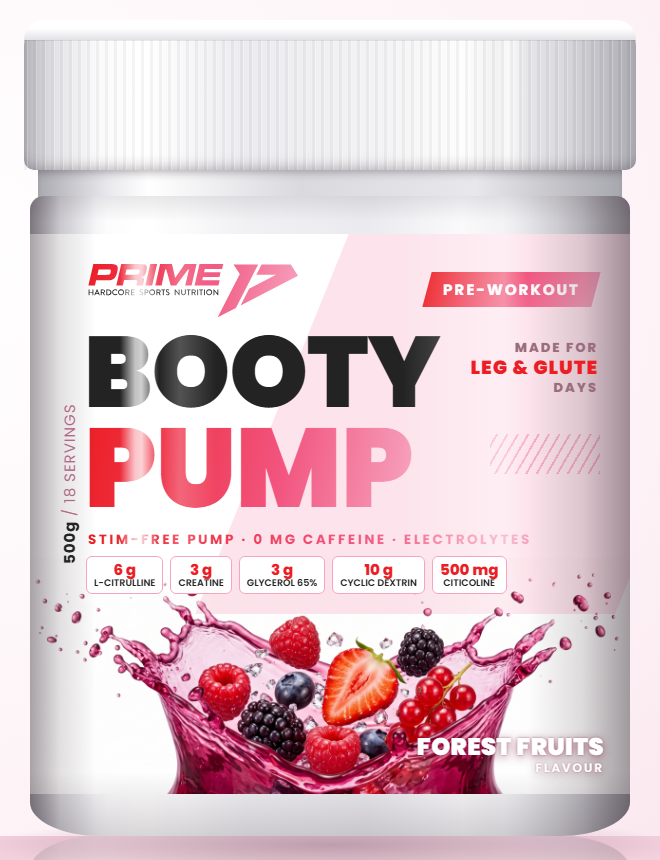 PRIME 17
HARDCORE SPORTS NUTRITION
PRE-WORKOUT
BOOTY
PUMP
MADE FOR
LEG & GLUTE
DAYS
500g / 18 SERVINGS
STIM-FREE PUMP · 0 MG CAFFEINE · ELECTROLYTES
6 g
L-CITRULLINE
3 g
CREATINE
3 g
GLYCEROL 65%
10 g
CYCLIC DEXTRIN
500 mg
CITICOLINE
FOREST FRUITS
FLAVOUR